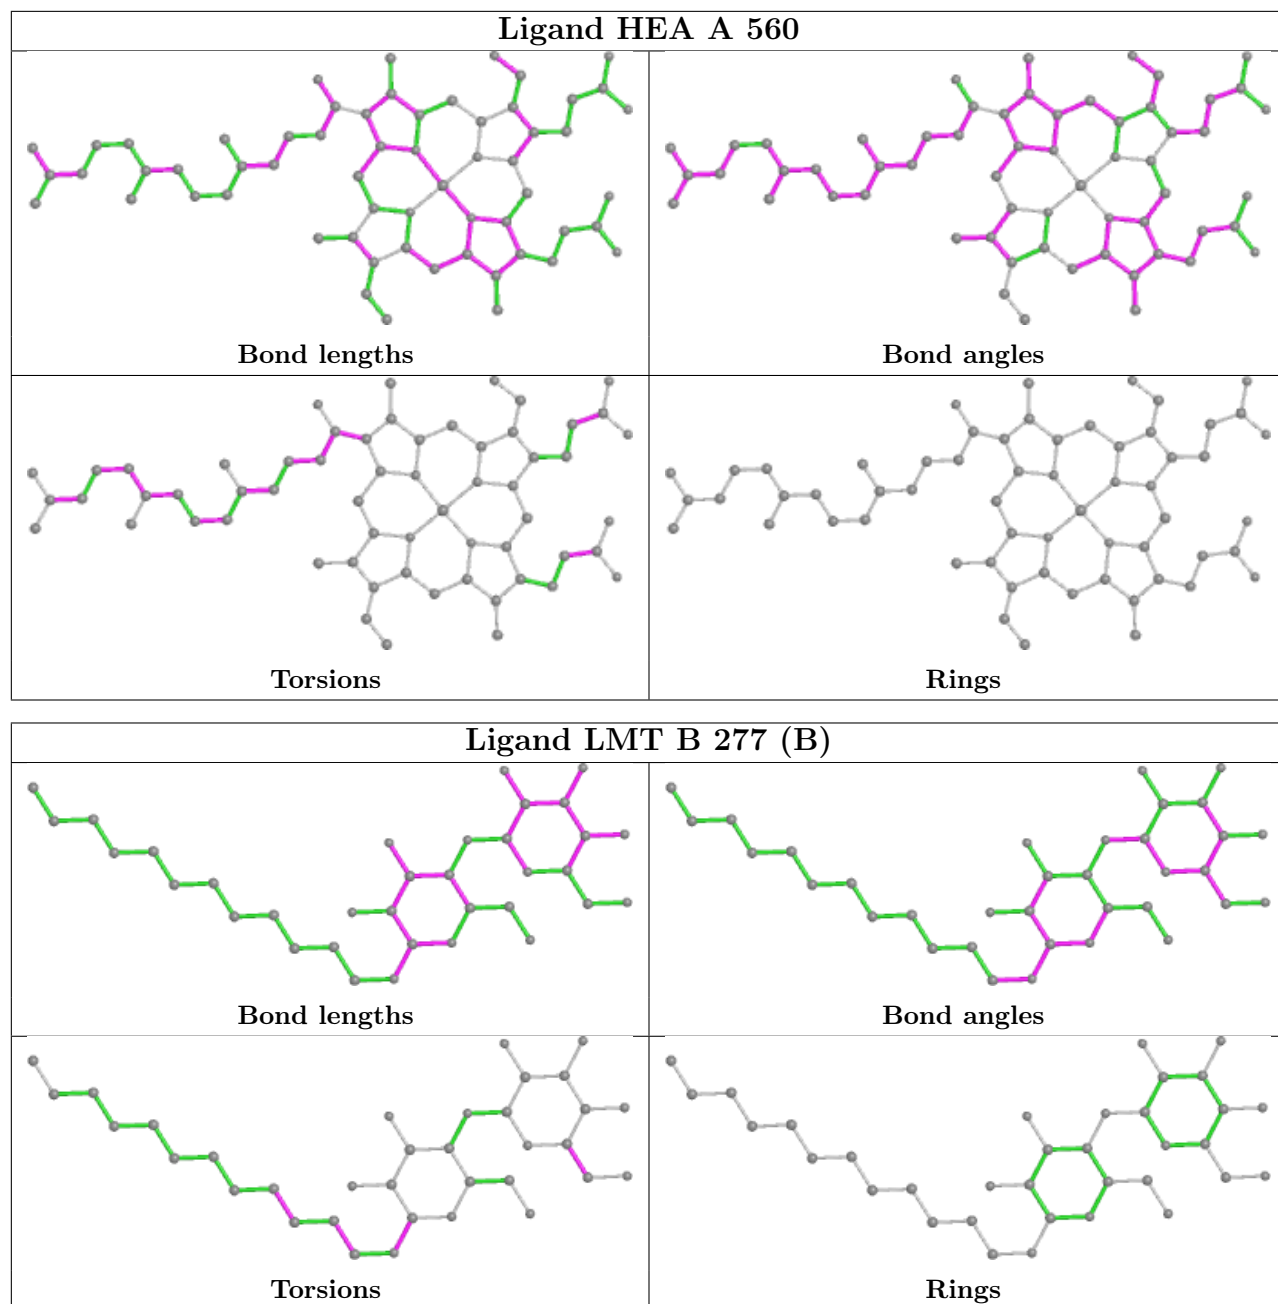 Ligand HEA A 560
Bond lengths
Bond angles
Torsions
Rings
Ligand LMT B 277 (B)
Bond lengths
Bond angles
Torsions
Rings